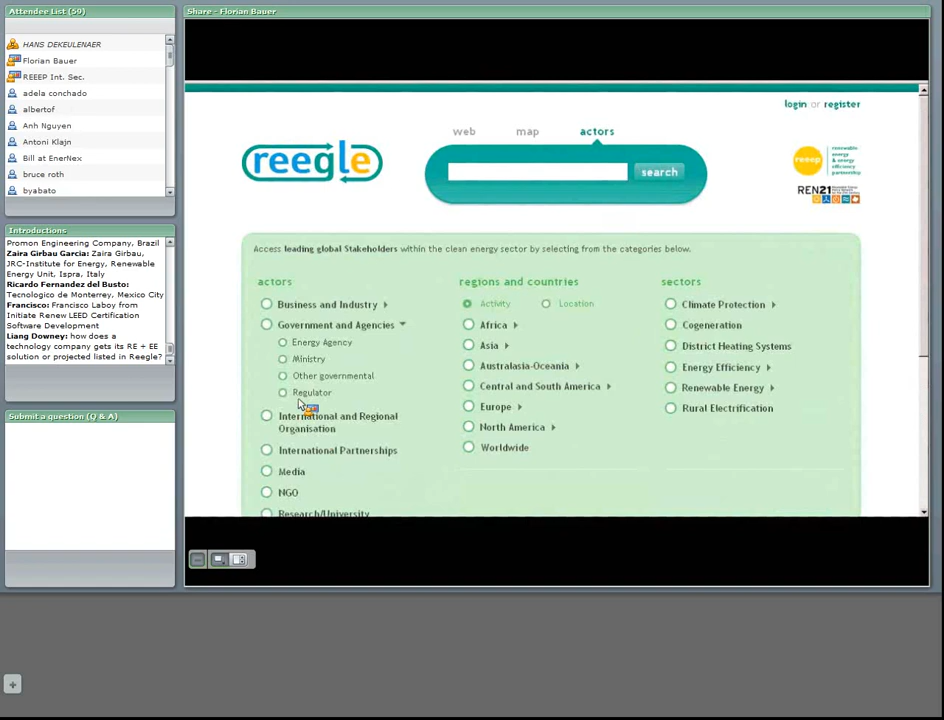 Attendee List (59)
HANS DEKEULENAER
Florian Bauer
REEEP Int. Sec.
adela conchado
albertof
Anh Nguyen
Antoni Klajn
Bill at EnerNex
bruce roth
byabato
Introductions
Promon Engineering Company, Brazil
Zaira Girbau Garcia: Zaira Girbau,
JRC-Institute for Energy, Renewable
Energy Unit, Ispra, Italy
Ricardo Fernandez del Busto:
Tecnologico de Monterrey, Mexico City
Francisco: Francisco Laboy from
Initiate Renew LEED Certification
Software Development
Liang Downey: how does a
technology company gets its RE + EE
solution or projected listed in Reegle?
Submit a question (Q & A)
Share - Florian Bauer
login or register
web map actors
reegle
search
reeep
renewable
energy
& energy
efficiency
partnership
REN21
Access leading global Stakeholders within the clean energy sector by selecting from the categories below.
actors
Business and Industry
Government and Agencies
Energy Agency
Ministry
Other governmental
Regulator
International and Regional
Organisation
International Partnerships
Media
NGO
Research/University
regions and countries
Activity Location
Africa
Asia
Australasia-Oceania
Central and South America
Europe
North America
Worldwide
sectors
Climate Protection
Cogeneration
District Heating Systems
Energy Efficiency
Renewable Energy
Rural Electrification